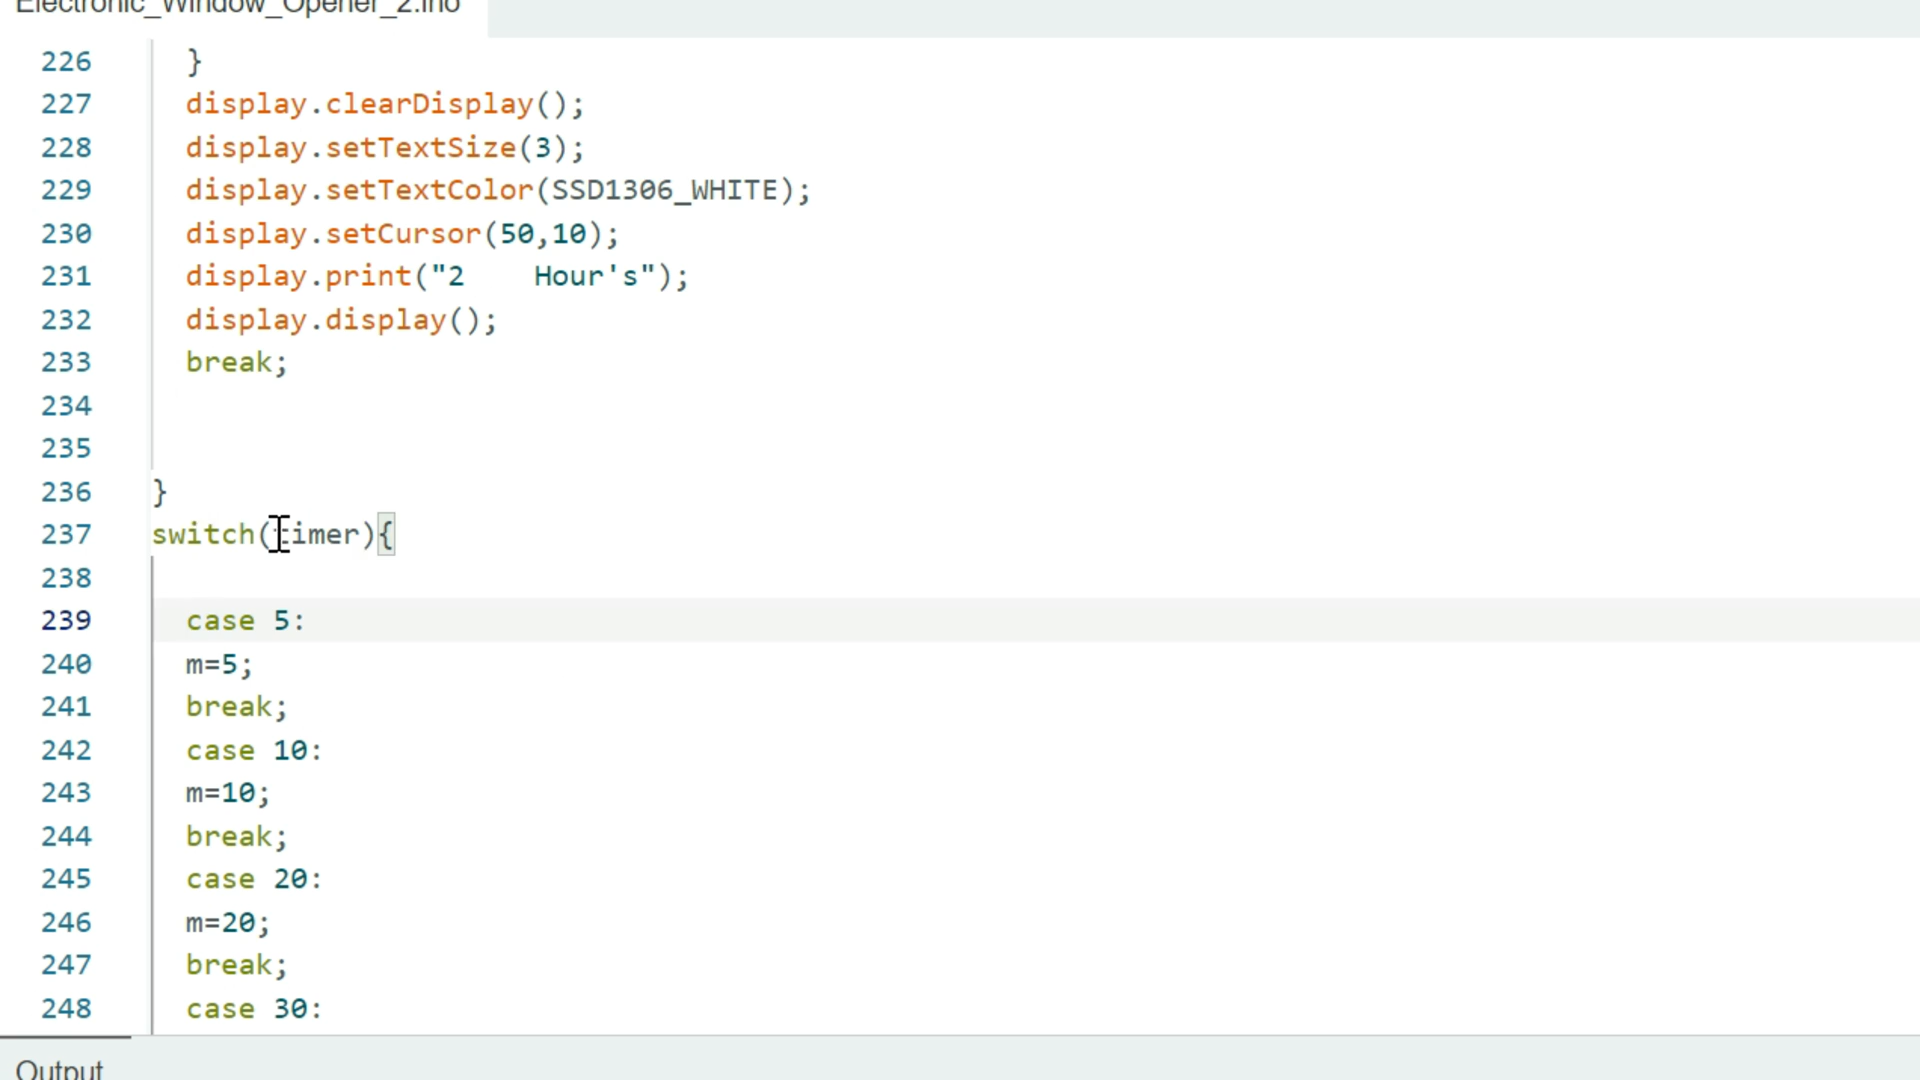 Electronic_Window_Opener_2.ino
226 }
227 display.clearDisplay();
228 display.setTextSize(3);
229 display.setTextColor(SSD1306_WHITE);
230 display.setCursor(50,10);
231 display.print("2    Hour's");
232 display.display();
233 break;
234
235
236 }
237 switch(timer){
238
239 case 5:
240 m=5;
241 break;
242 case 10:
243 m=10;
244 break;
245 case 20:
246 m=20;
247 break;
248 case 30:
Output